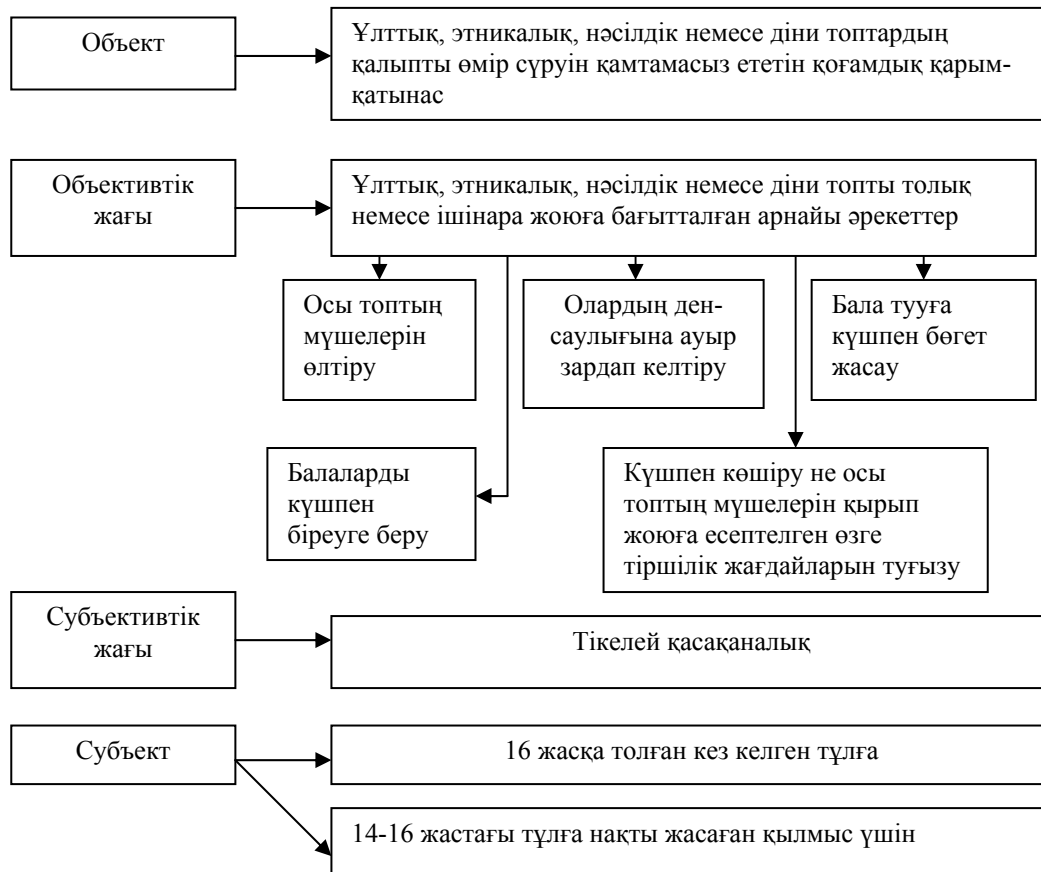 Объект
Ұлттық, этникалық, нәсілдік немесе діни топтардың
қалыпты өмір сүруін қамтамасыз ететін қоғамдық қарым-
қатынас
Объективтік
жағы
Ұлттық, этникалық, нәсілдік немесе діни топты толық
немесе ішінара жоюға бағытталған арнайы әрекеттер
Осы топтың
мүшелерін
өлтіру
Олардың ден-
саулығына ауыр
зардап келтіру
Бала тууға
күшпен бөгет
жасау
Балаларды
күшпен
біреуге беру
Күшпен көшіру не осы
топтың мүшелерін қырып
жоюға есептелген өзге
тіршілік жағдайларын туғызу
Субъективтік
жағы
Тікелей қасақаналық
Субъект
16 жасқа толған кез келген тұлға
14-16 жастағы тұлға нақты жасаған қылмыс үшін